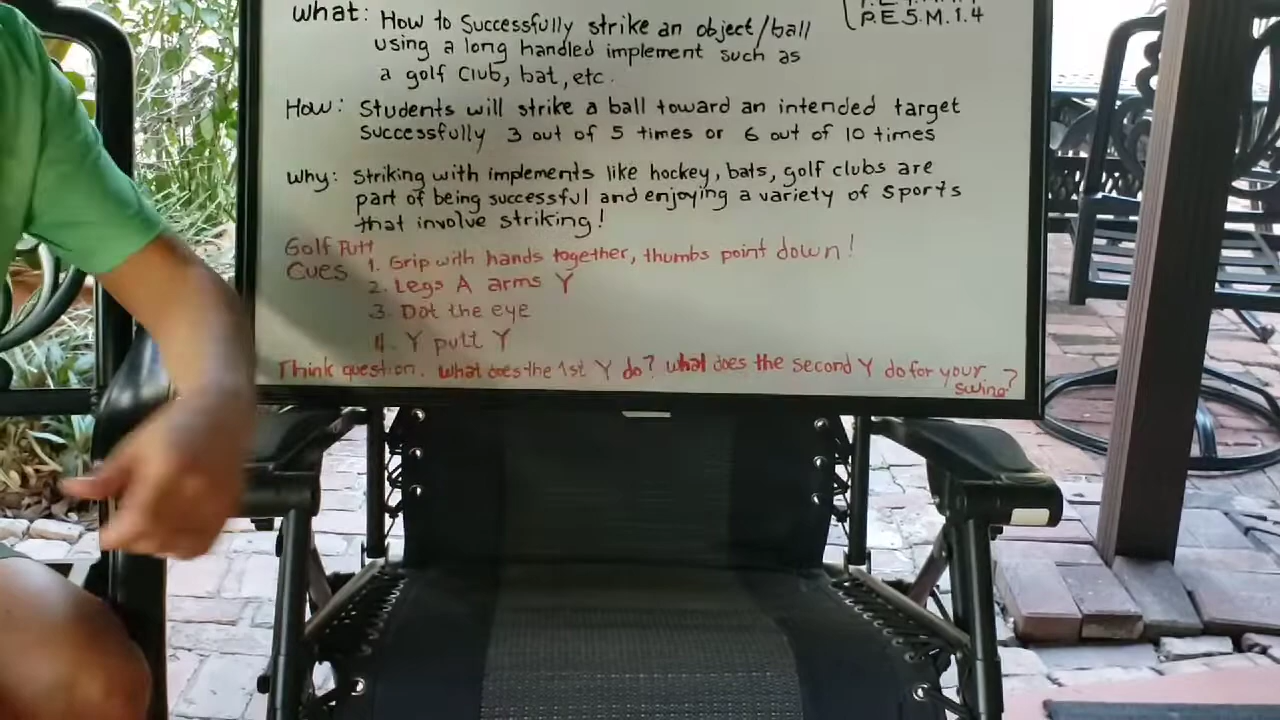 What: How to Successfully strike an object/ball
using a long handled implement such as
a golf club, bat, etc.
P.E.5.M.1.4
How: Students will strike a ball toward an intended target
Successfully 3 out of 5 times or 6 out of 10 times
Why: Striking with implements like hockey, bats, golf clubs are
part of being successful and enjoying a variety of sports
that involve striking!
Golf Putt
Cues
1. Grip with hands together, thumbs point down!
2. Legs A arms Y
3. Dot the eye
4. Y putt Y
Think question. What does the 1st Y do? What does the second Y do for your
swing?